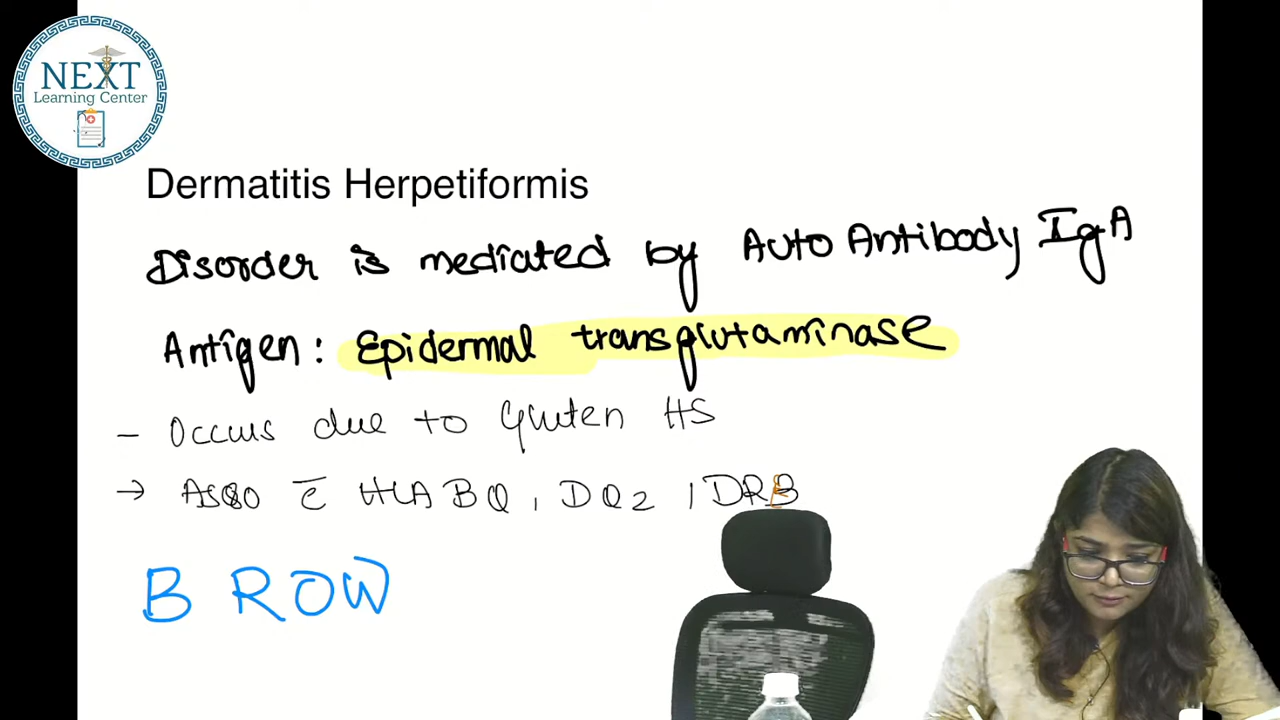 NEXT
Learning Center
Dermatitis Herpetiformis
Disorder is mediated by Auto Antibody IgA
Antigen: Epidermal transglutaminase
- Occurs due to Gluten HS
→ Asso c̄ HLA B8, DQ2, DRB
B ROW